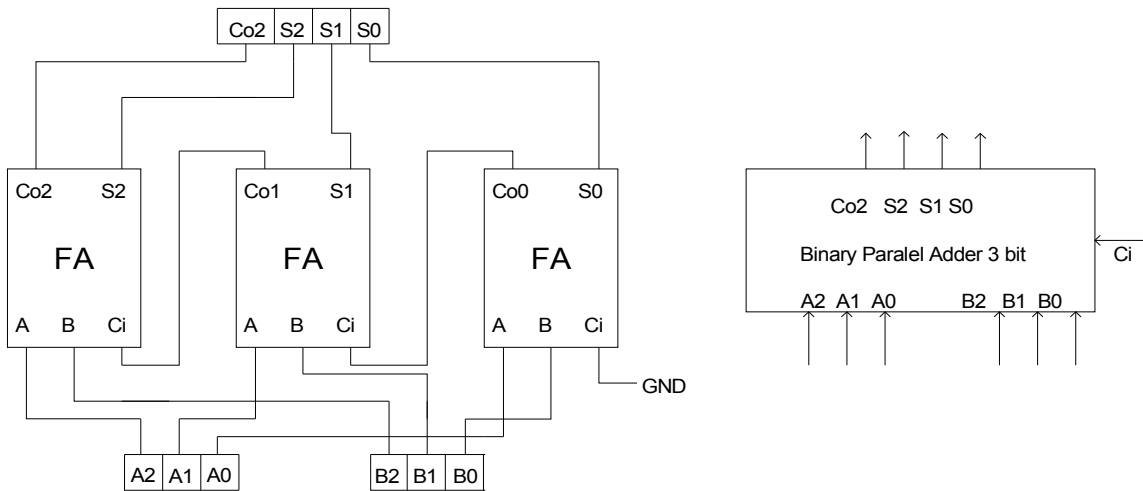 Co2 S2 S1 S0
Co2 S2
FA
A B Ci
Co1 S1
FA
A B Ci
Co0 S0
FA
A B Ci
GND
A2 A1 A0
B2 B1 B0
Co2 S2 S1 S0
Binary Paralel Adder 3 bit
Ci
A2 A1 A0 B2 B1 B0